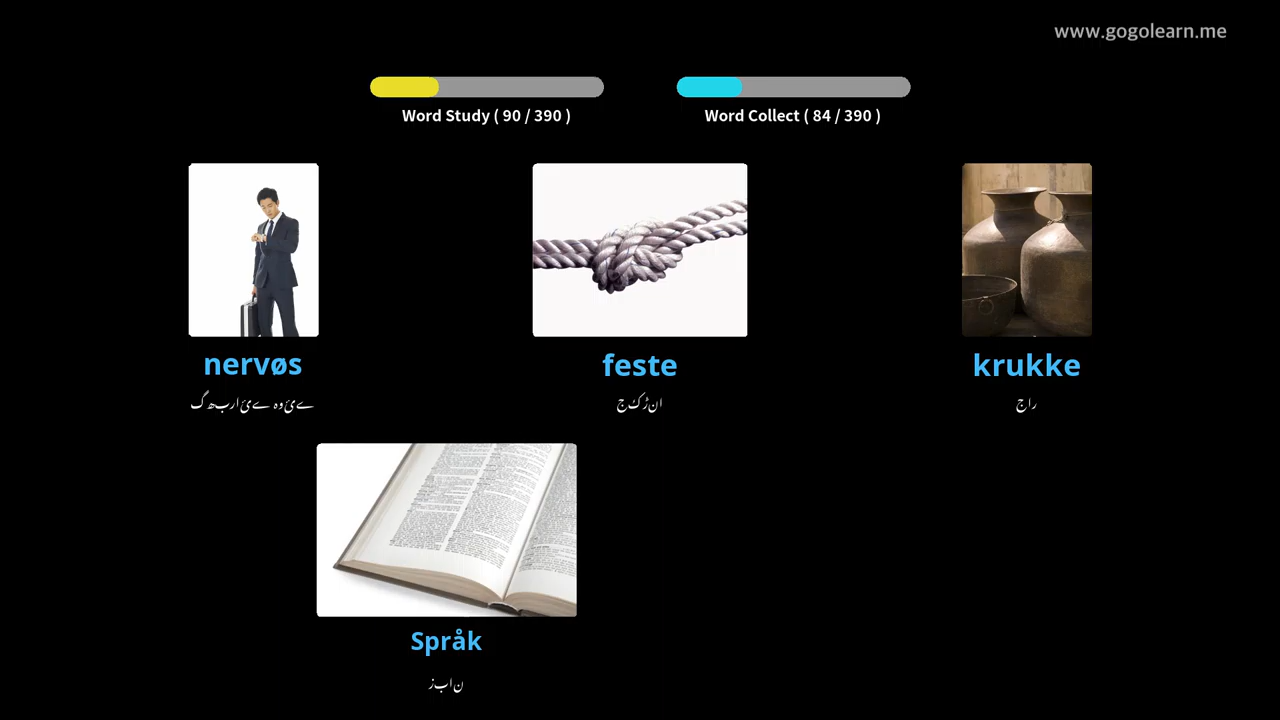 www.gogolearn.me
Word Study ( 90 / 390 )
Word Collect ( 84 / 390 )
nervøs
گھبرائے ہوئے
feste
جکڑنا
krukke
جار
Språk
زبان